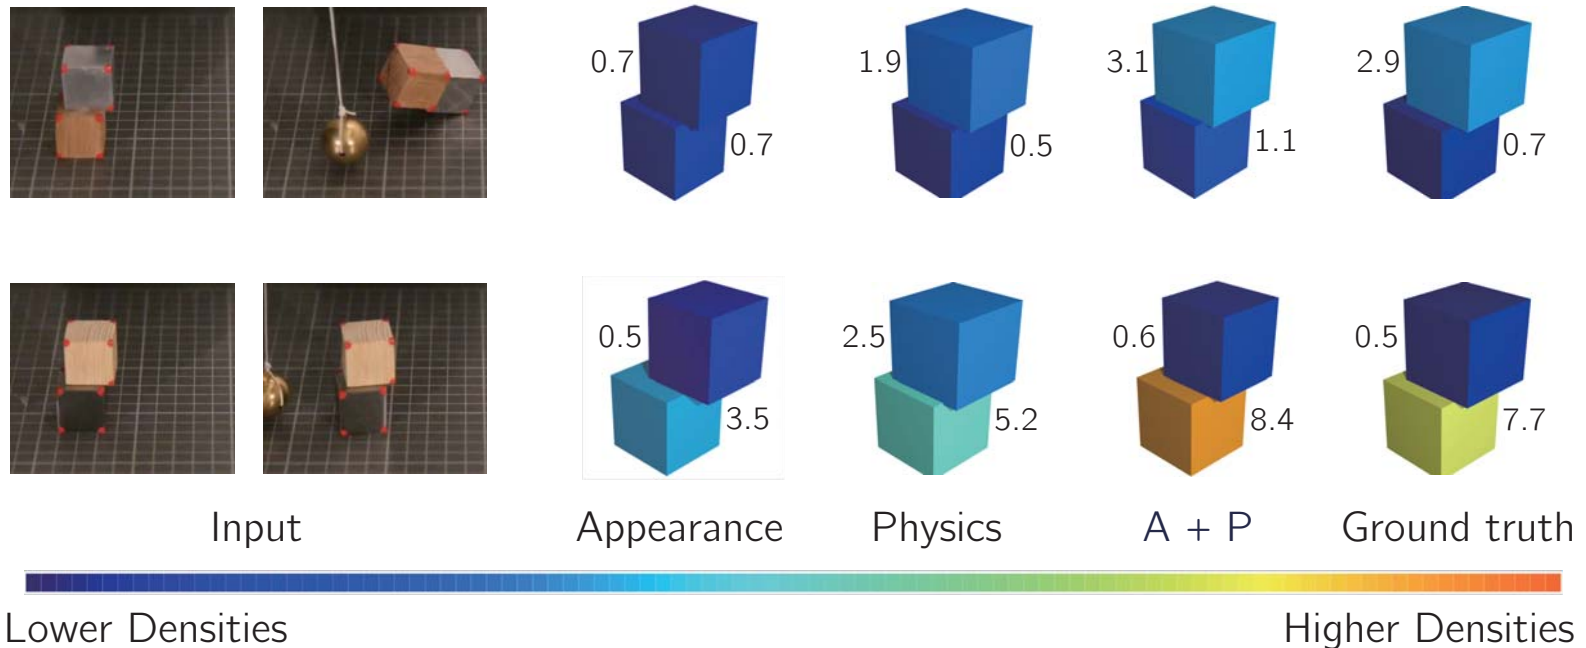 0.7 1.9 3.1 2.9
0.7 0.5 1.1 0.7
0.5 2.5 0.6 0.5
3.5 5.2 8.4 7.7
Input Appearance Physics A + P Ground truth
Lower Densities Higher Densities